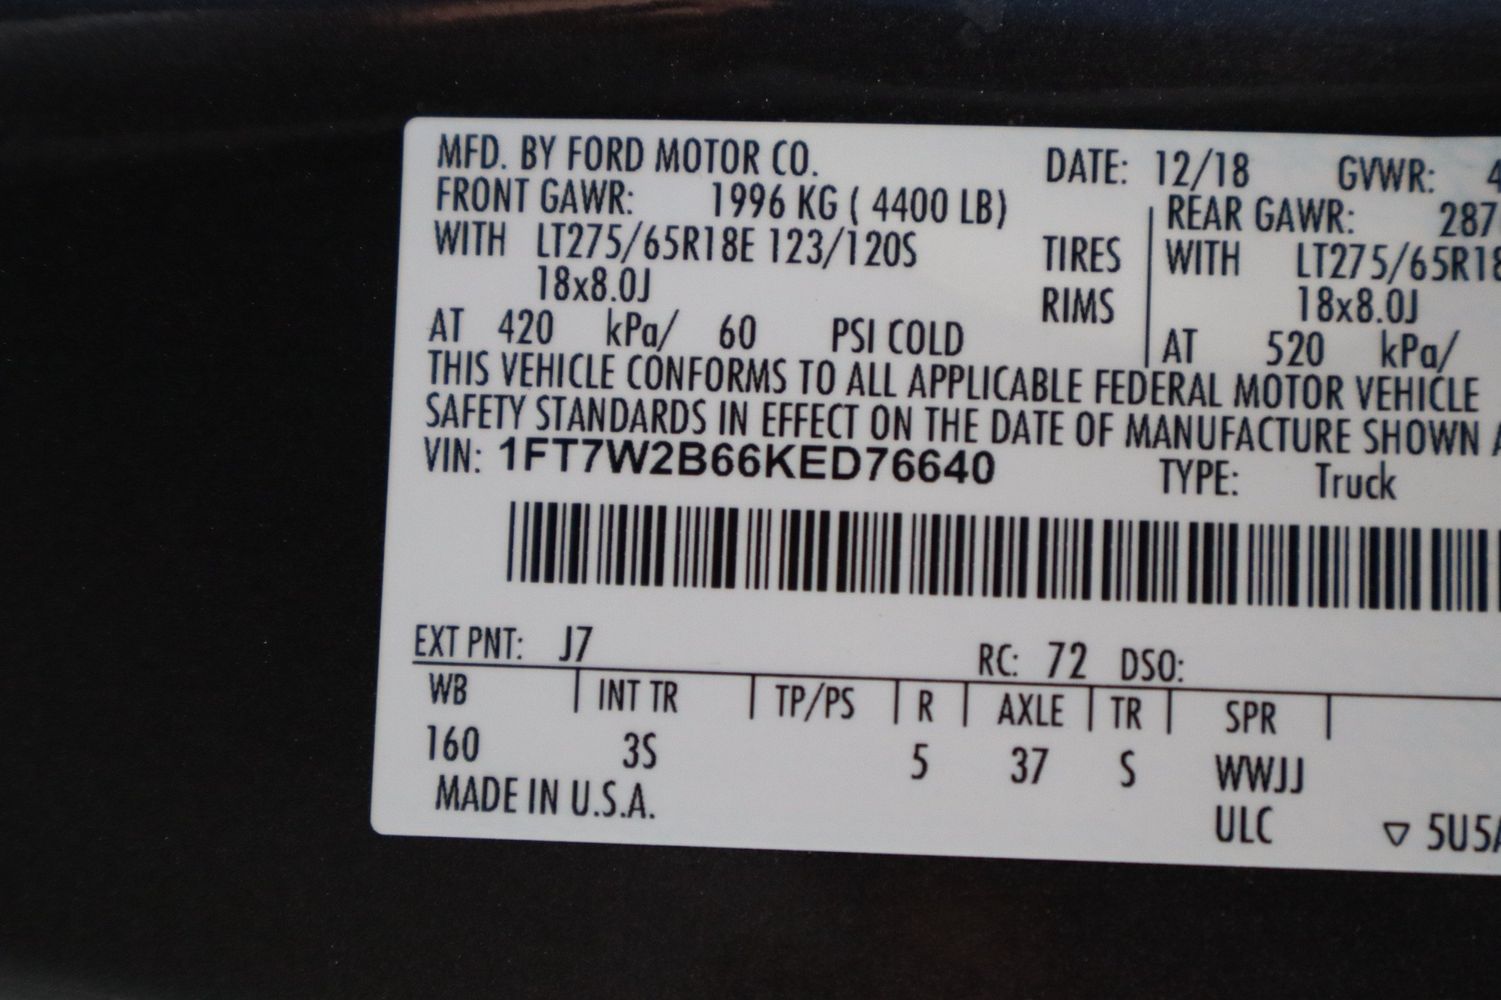 MFD. BY FORD MOTOR CO. DATE: 12/18 GVWR:
FRONT GAWR: 1996 KG ( 4400 LB) REAR GAWR:
WITH LT275/65R18E 123/120S TIRES WITH LT275/65R18
18x8.0J RIMS 18x8.0J
AT 420 kPa/ 60 PSI COLD AT 520 kPa/
THIS VEHICLE CONFORMS TO ALL APPLICABLE FEDERAL MOTOR VEHICLE
SAFETY STANDARDS IN EFFECT ON THE DATE OF MANUFACTURE SHOWN
VIN: 1FT7W2B66KED76640 TYPE: Truck
EXT PNT: J7 RC: 72 DSO:
WB INT TR TP/PS R AXLE TR SPR
160 3S 5 37 S WWJJ
MADE IN U.S.A. ULC ▽ 5U5